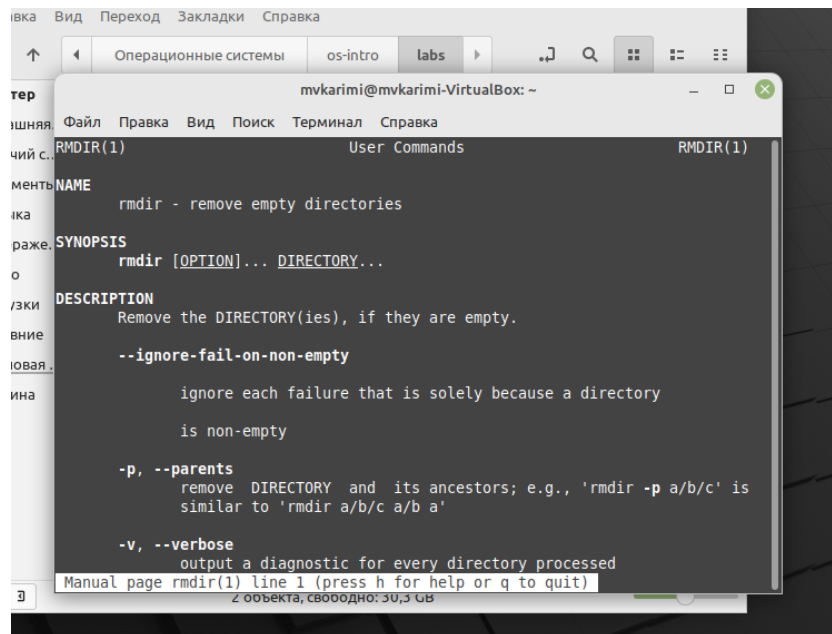 Вид Переход Закладки Справка
Операционные системы os-intro labs
mvkarimi@mvkarimi-VirtualBox: ~
Файл Правка Вид Поиск Терминал Справка
RMDIR(1) User Commands RMDIR(1)
NAME
rmdir - remove empty directories
SYNOPSIS
rmdir [OPTION]... DIRECTORY...
DESCRIPTION
Remove the DIRECTORY(ies), if they are empty.
--ignore-fail-on-non-empty
ignore each failure that is solely because a directory
is non-empty
-p, --parents
remove DIRECTORY and its ancestors; e.g., 'rmdir -p a/b/c' is
similar to 'rmdir a/b/c a/b a'
-v, --verbose
output a diagnostic for every directory processed
Manual page rmdir(1) line 1 (press h for help or q to quit)
2 объекта, свободно: 30,3 GB